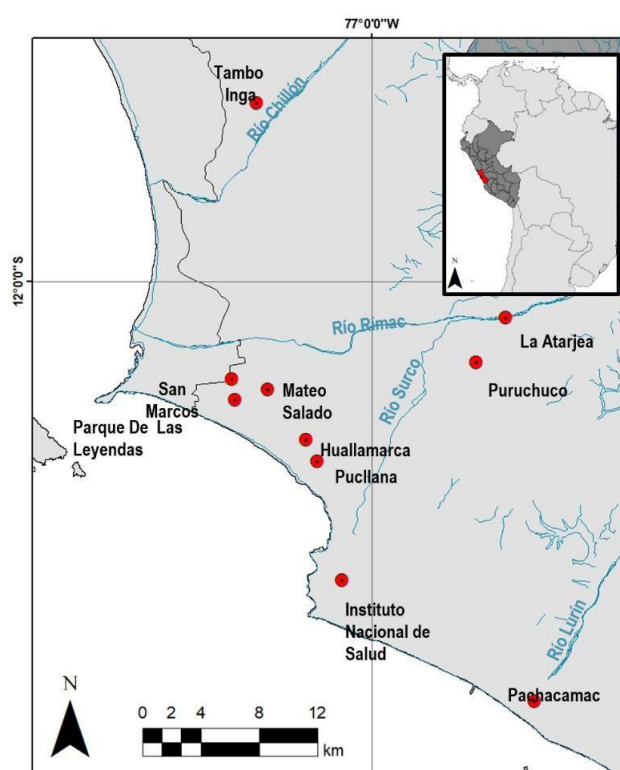 77°0'0"W
Tambo
Inga
Río Chillón
N
12°0'0"S
Río Rímac
La Atarjea
Río Surco
Puruchuco
San
Marcos
Mateo
Salado
Parque De Las
Leyendas
Huallamarca
Pucllana
Instituto
Nacional de
Salud
Río Lurín
Pachacamac
N
0 2 4 8 12
km